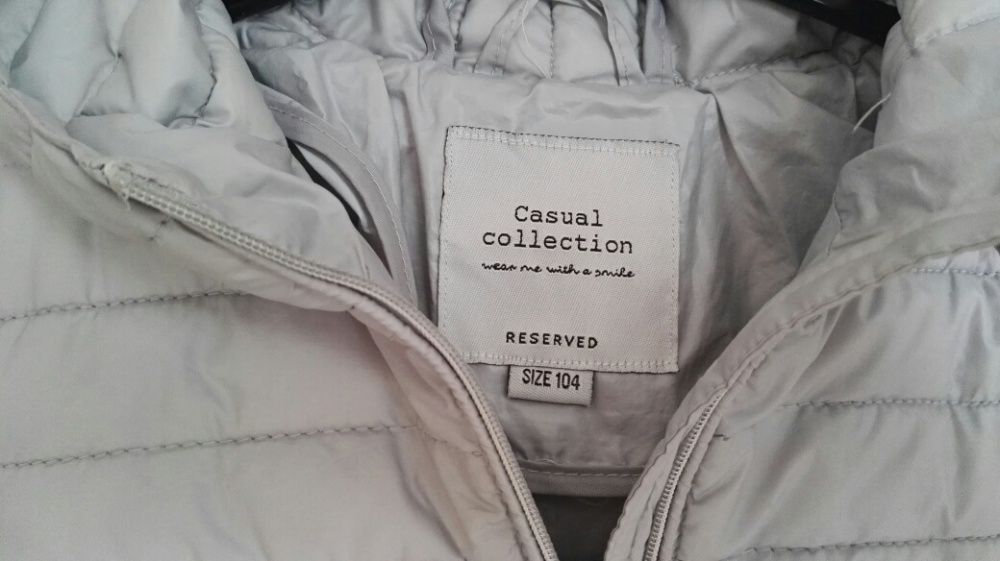 Casual
collection
wear me with a smile
RESERVED
SIZE 104